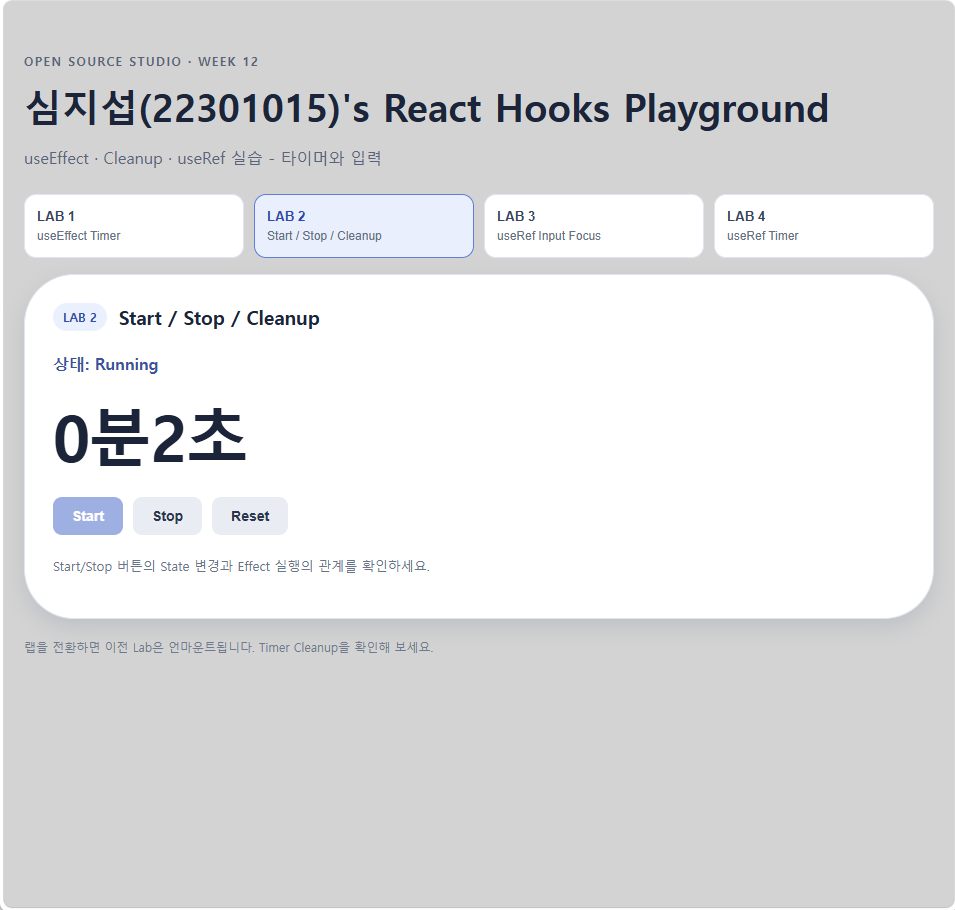 OPEN SOURCE STUDIO · WEEK 12
심지섭(22301015)'s React Hooks Playground
useEffect · Cleanup · useRef 실습 - 타이머와 입력
LAB 1
useEffect Timer
LAB 2
Start / Stop / Cleanup
LAB 3
useRef Input Focus
LAB 4
useRef Timer
LAB 2 Start / Stop / Cleanup
상태: Running
0분2초
Start Stop Reset
Start/Stop 버튼의 State 변경과 Effect 실행의 관계를 확인하세요.
랩을 전환하면 이전 Lab은 언마운트됩니다. Timer Cleanup을 확인해 보세요.